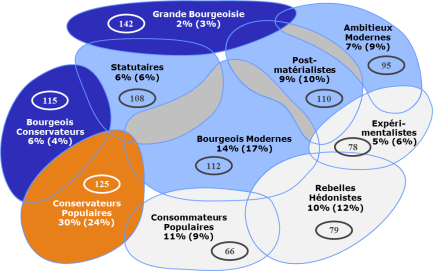 Grande Bourgeoisie
2% (3%)
142
Ambitieux
Modernes
7% (9%)
95
Statutaires
6% (6%)
108
Post-
matérialistes
9% (10%)
110
115
Bourgeois
Conservateurs
6% (4%)
Expéri-
mentalistes
5% (6%)
78
Bourgeois Modernes
14% (17%)
112
125
Conservateurs
Populaires
30% (24%)
Rebelles
Hédonistes
10% (12%)
79
Consommateurs
Populaires
11% (9%)
66